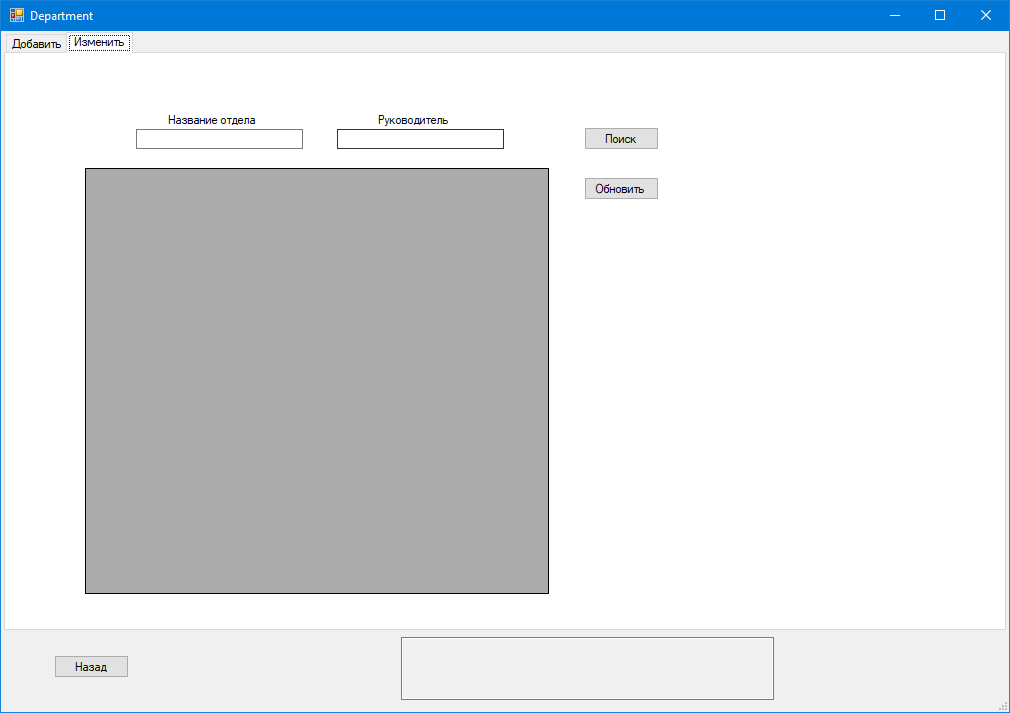 Department
Добавить
Изменить
Название отдела
Руководитель
Поиск
Обновить
Назад